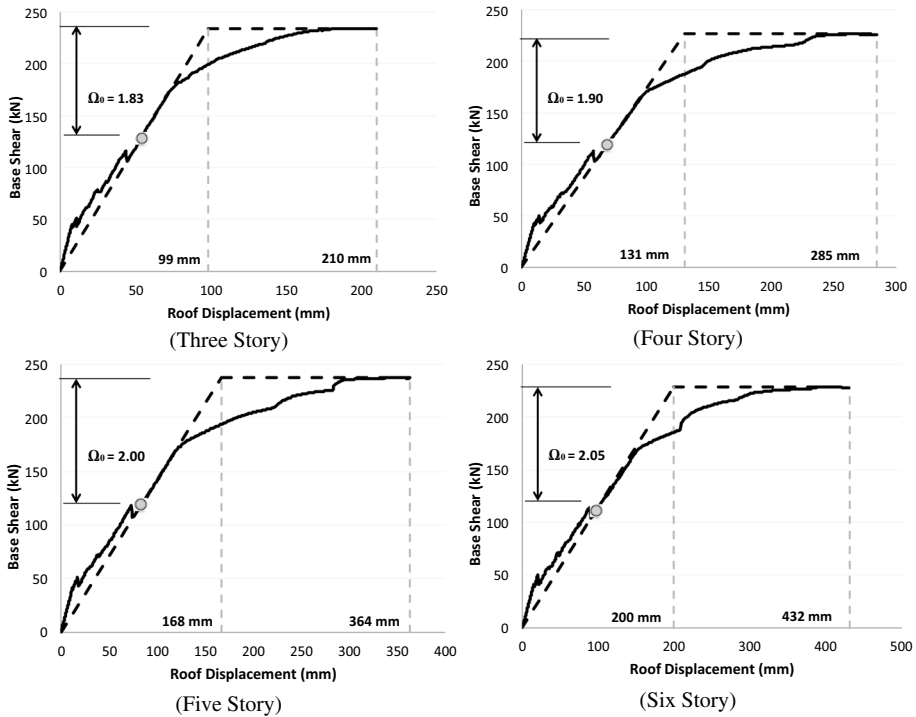 250
200
150
100
50
0
Base Shear (kN)
Ω₀ = 1.83
99 mm
210 mm
0 50 100 150 200 250
Roof Displacement (mm)
(Three Story)
250
200
150
100
50
0
Base Shear (kN)
Ω₀ = 1.90
131 mm
285 mm
0 50 100 150 200 250 300
Roof Displacement (mm)
(Four Story)
250
200
150
100
50
0
Base Shear (kN)
Ω₀ = 2.00
168 mm
364 mm
0 50 100 150 200 250 300 350 400
Roof Displacement (mm)
(Five Story)
250
200
150
100
50
0
Base Shear (kN)
Ω₀ = 2.05
200 mm
432 mm
0 100 200 300 400 500
Roof Displacement (mm)
(Six Story)